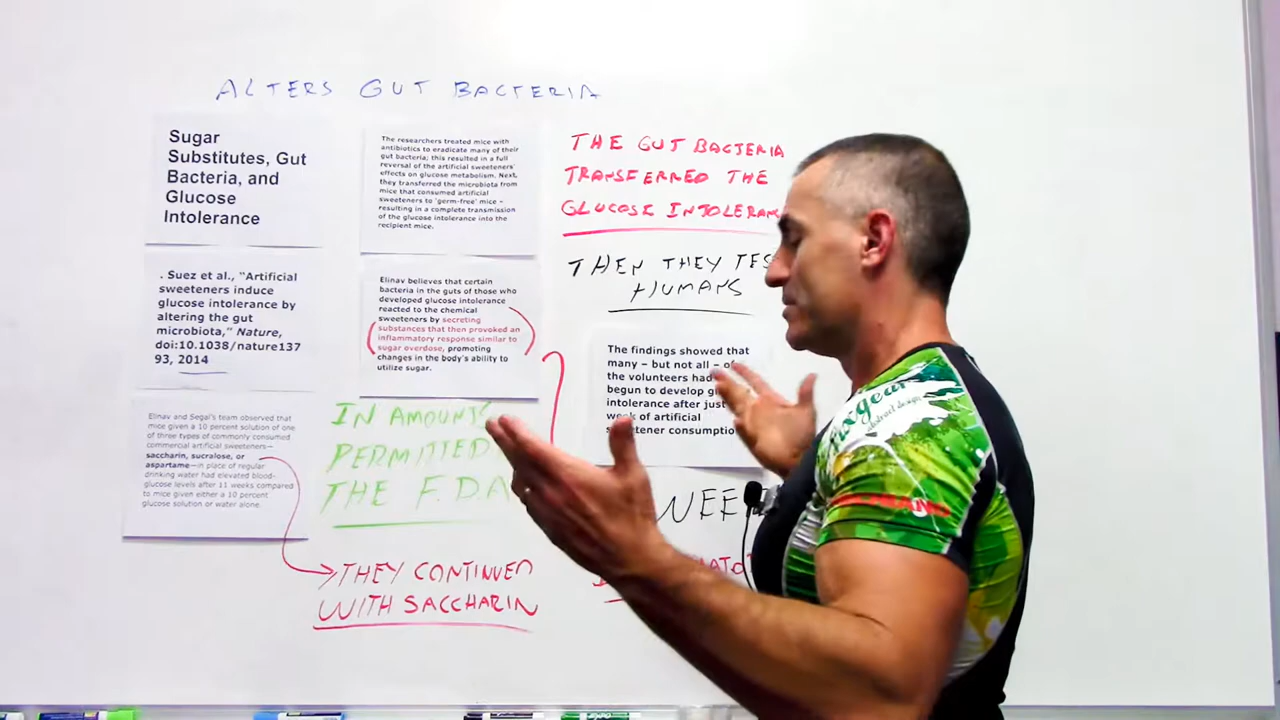 ALTERS GUT BACTERIA
Sugar
Substitutes, Gut
Bacteria, and
Glucose
Intolerance
. Suez et al., "Artificial
sweeteners induce
glucose intolerance by
altering the gut
microbiota," Nature,
doi:10.1038/nature137
93, 2014
Elinav and Segal's team observed that
mice given a 10 percent solution of one
of three types of commonly consumed
commercial artificial sweeteners—
saccharin, sucralose, or
aspartame—in place of regular
drinking water had elevated blood-
glucose levels after 11 weeks compared
to mice given either a 10 percent
glucose solution or water alone.
The researchers treated mice with
antibiotics to eradicate many of their
gut bacteria; this resulted in a full
reversal of the artificial sweeteners'
effects on glucose metabolism. Next,
they transferred the microbiota from
mice that consumed artificial
sweeteners to 'germ-free' mice –
resulting in a complete transmission
of the glucose intolerance into the
recipient mice.
Elinav believes that certain
bacteria in the guts of those who
developed glucose intolerance
reacted to the chemical
sweeteners by secreting
substances that then provoked an
inflammatory response similar to
sugar overdose, promoting
changes in the body's ability to
utilize sugar.
IN AMOUNTS
PERMITTED
THE F.D.A
THEY CONTINUED
WITH SACCHARIN
THE GUT BACTERIA
TRANSFERRED THE
GLUCOSE INTOLERAN
THEN THEY TES
HUMANS
The findings showed that
many – but not all – of
the volunteers had
begun to develop
intolerance after just
of artificial
consumption
WEE